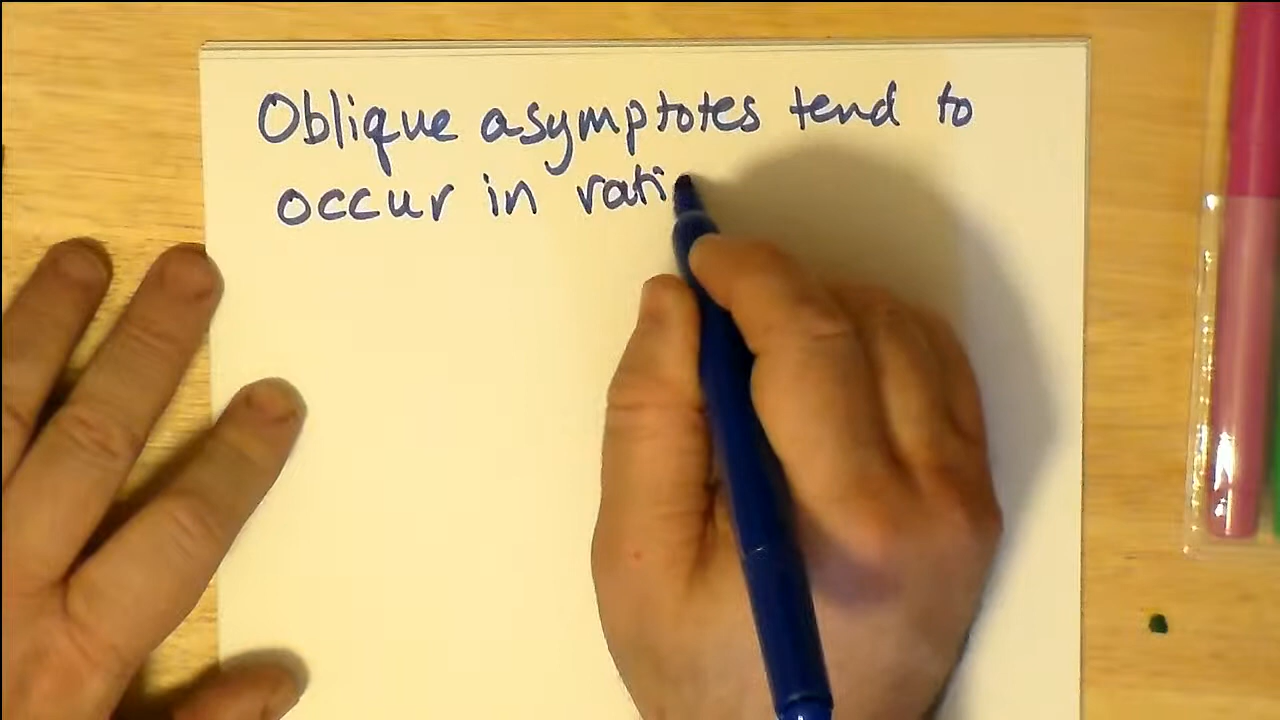 Oblique asymptotes tend to
occur in rati